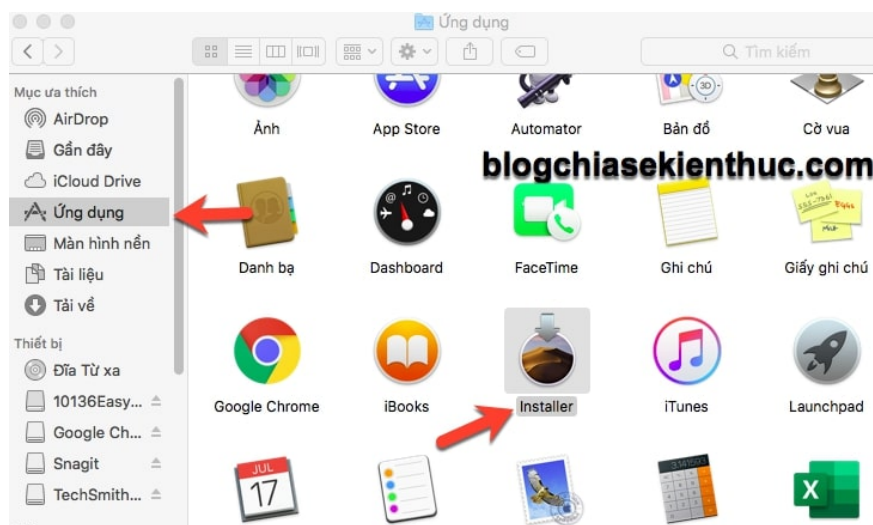 Ứng dụng
Tìm kiếm
Mục ưa thích
AirDrop
Gần đây
iCloud Drive
Ứng dụng
Màn hình nền
Tài liệu
Tải về
Thiết bị
Đĩa Từ xa
10136Easy...
Google Ch...
Snagit
TechSmith...
3D
Ảnh
App Store
Automator
Bản đồ
Cờ vua
blogchiasekienthuc.com
Danh bạ
Dashboard
FaceTime
Ghi chú
Giấy ghi chú
Google Chrome
iBooks
Installer
iTunes
Launchpad
JUL
17
3.141593
X